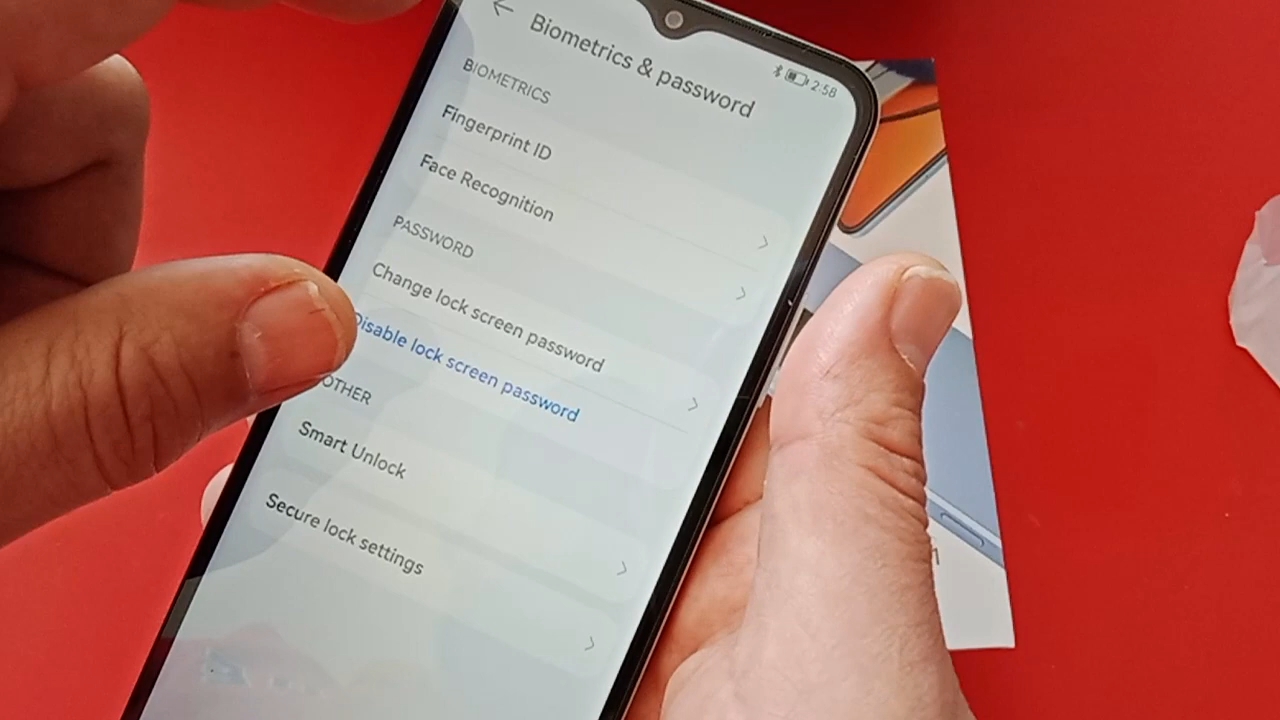 Biometrics & password
2:58
BIOMETRICS
Fingerprint ID
Face Recognition
PASSWORD
Change lock screen password
Disable lock screen password
OTHER
Smart Unlock
Secure lock settings